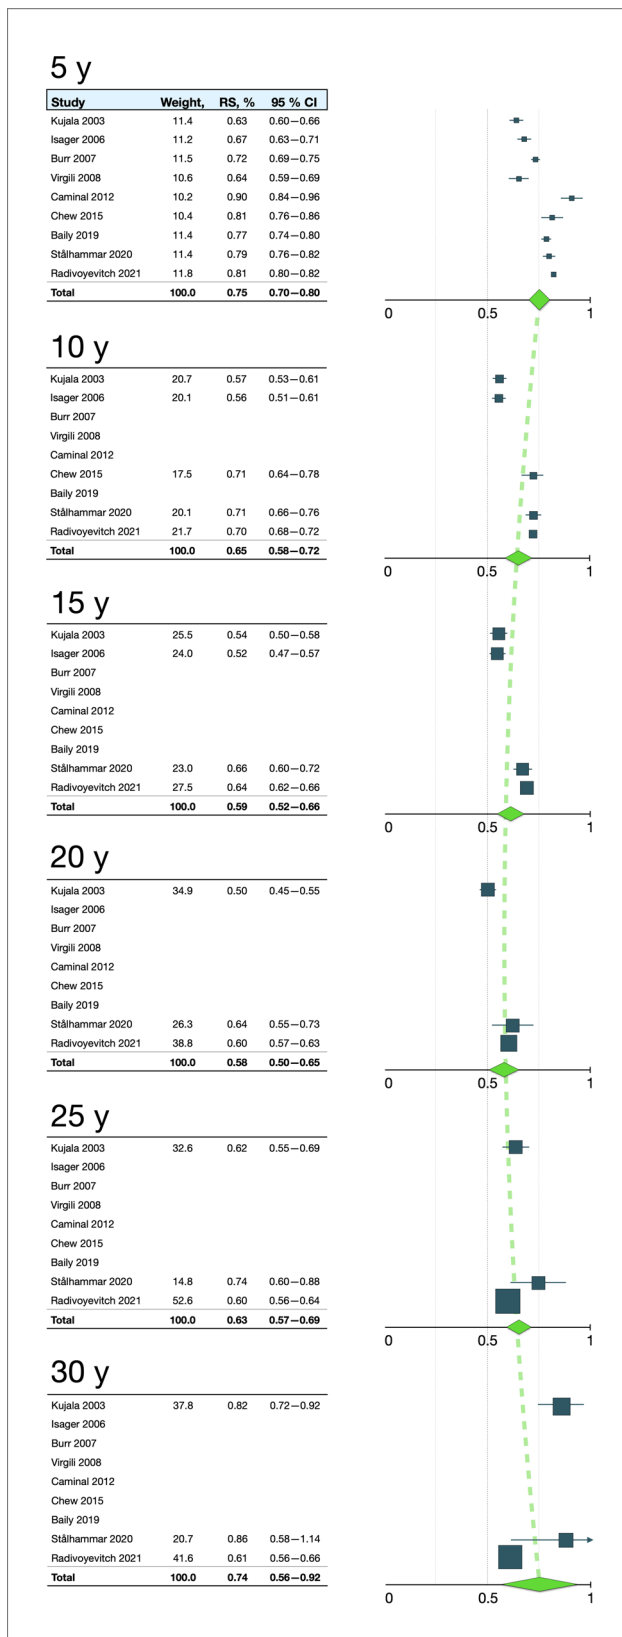 5 y
Study Weight, RS, % 95 % CI
Kujala 2003 11.4 0.63 0.60–0.66
Isager 2006 11.2 0.67 0.63–0.71
Burr 2007 11.5 0.72 0.69–0.75
Virgili 2008 10.6 0.64 0.59–0.69
Caminal 2012 10.2 0.90 0.84–0.96
Chew 2015 10.4 0.81 0.76–0.86
Baily 2019 11.4 0.77 0.74–0.80
Stålhammar 2020 11.4 0.79 0.76–0.82
Radivoyevitch 2021 11.8 0.81 0.80–0.82
Total 100.0 0.75 0.70–0.80
0 0.5 1
10 y
Kujala 2003 20.7 0.57 0.53–0.61
Isager 2006 20.1 0.56 0.51–0.61
Burr 2007
Virgili 2008
Caminal 2012
Chew 2015 17.5 0.71 0.64–0.78
Baily 2019
Stålhammar 2020 20.1 0.71 0.66–0.76
Radivoyevitch 2021 21.7 0.70 0.68–0.72
Total 100.0 0.65 0.58–0.72
0 0.5 1
15 y
Kujala 2003 25.5 0.54 0.50–0.58
Isager 2006 24.0 0.52 0.47–0.57
Burr 2007
Virgili 2008
Caminal 2012
Chew 2015
Baily 2019
Stålhammar 2020 23.0 0.66 0.60–0.72
Radivoyevitch 2021 27.5 0.64 0.62–0.66
Total 100.0 0.59 0.52–0.66
0 0.5 1
20 y
Kujala 2003 34.9 0.50 0.45–0.55
Isager 2006
Burr 2007
Virgili 2008
Caminal 2012
Chew 2015
Baily 2019
Stålhammar 2020 26.3 0.64 0.55–0.73
Radivoyevitch 2021 38.8 0.60 0.57–0.63
Total 100.0 0.58 0.50–0.65
0 0.5 1
25 y
Kujala 2003 32.6 0.62 0.55–0.69
Isager 2006
Burr 2007
Virgili 2008
Caminal 2012
Chew 2015
Baily 2019
Stålhammar 2020 14.8 0.74 0.60–0.88
Radivoyevitch 2021 52.6 0.60 0.56–0.64
Total 100.0 0.63 0.57–0.69
0 0.5 1
30 y
Kujala 2003 37.8 0.82 0.72–0.92
Isager 2006
Burr 2007
Virgili 2008
Caminal 2012
Chew 2015
Baily 2019
Stålhammar 2020 20.7 0.86 0.58–1.14
Radivoyevitch 2021 41.6 0.61 0.56–0.66
Total 100.0 0.74 0.56–0.92
0 0.5 1